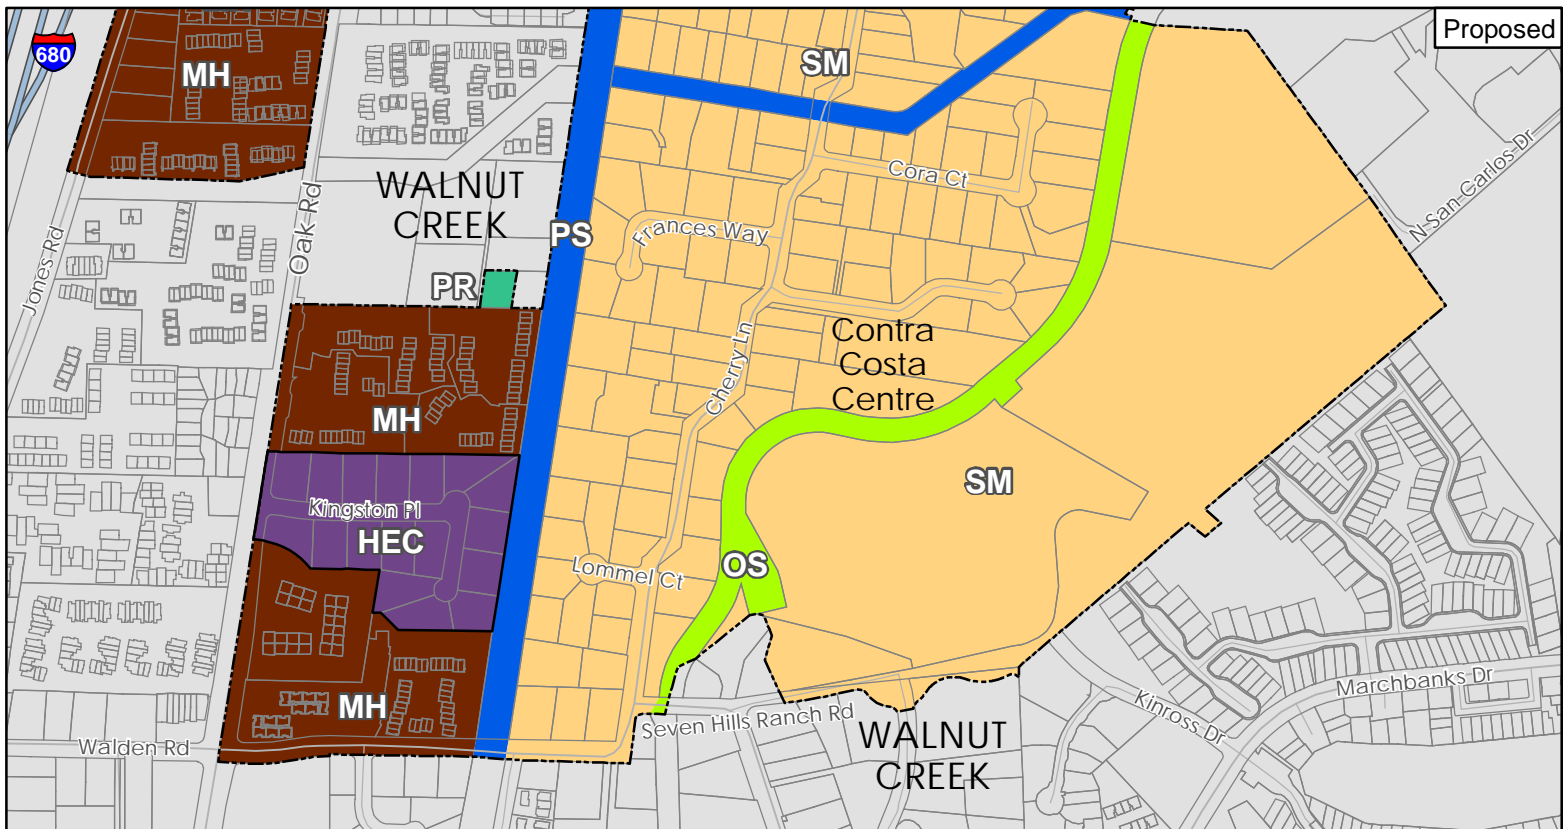 Proposed
680
MH
SM
Cora Ct
N San Carlos Dr
WALNUT
CREEK
Oak Rd
Jones Rd
PS
Frances Way
PR
Contra
Costa
Centre
Cherry Ln
MH
SM
Kingston Pl
HEC
OS
Lommel Ct
MH
Seven Hills Ranch Rd
Marchbanks Dr
Kinross Dr
Walden Rd
WALNUT
CREEK